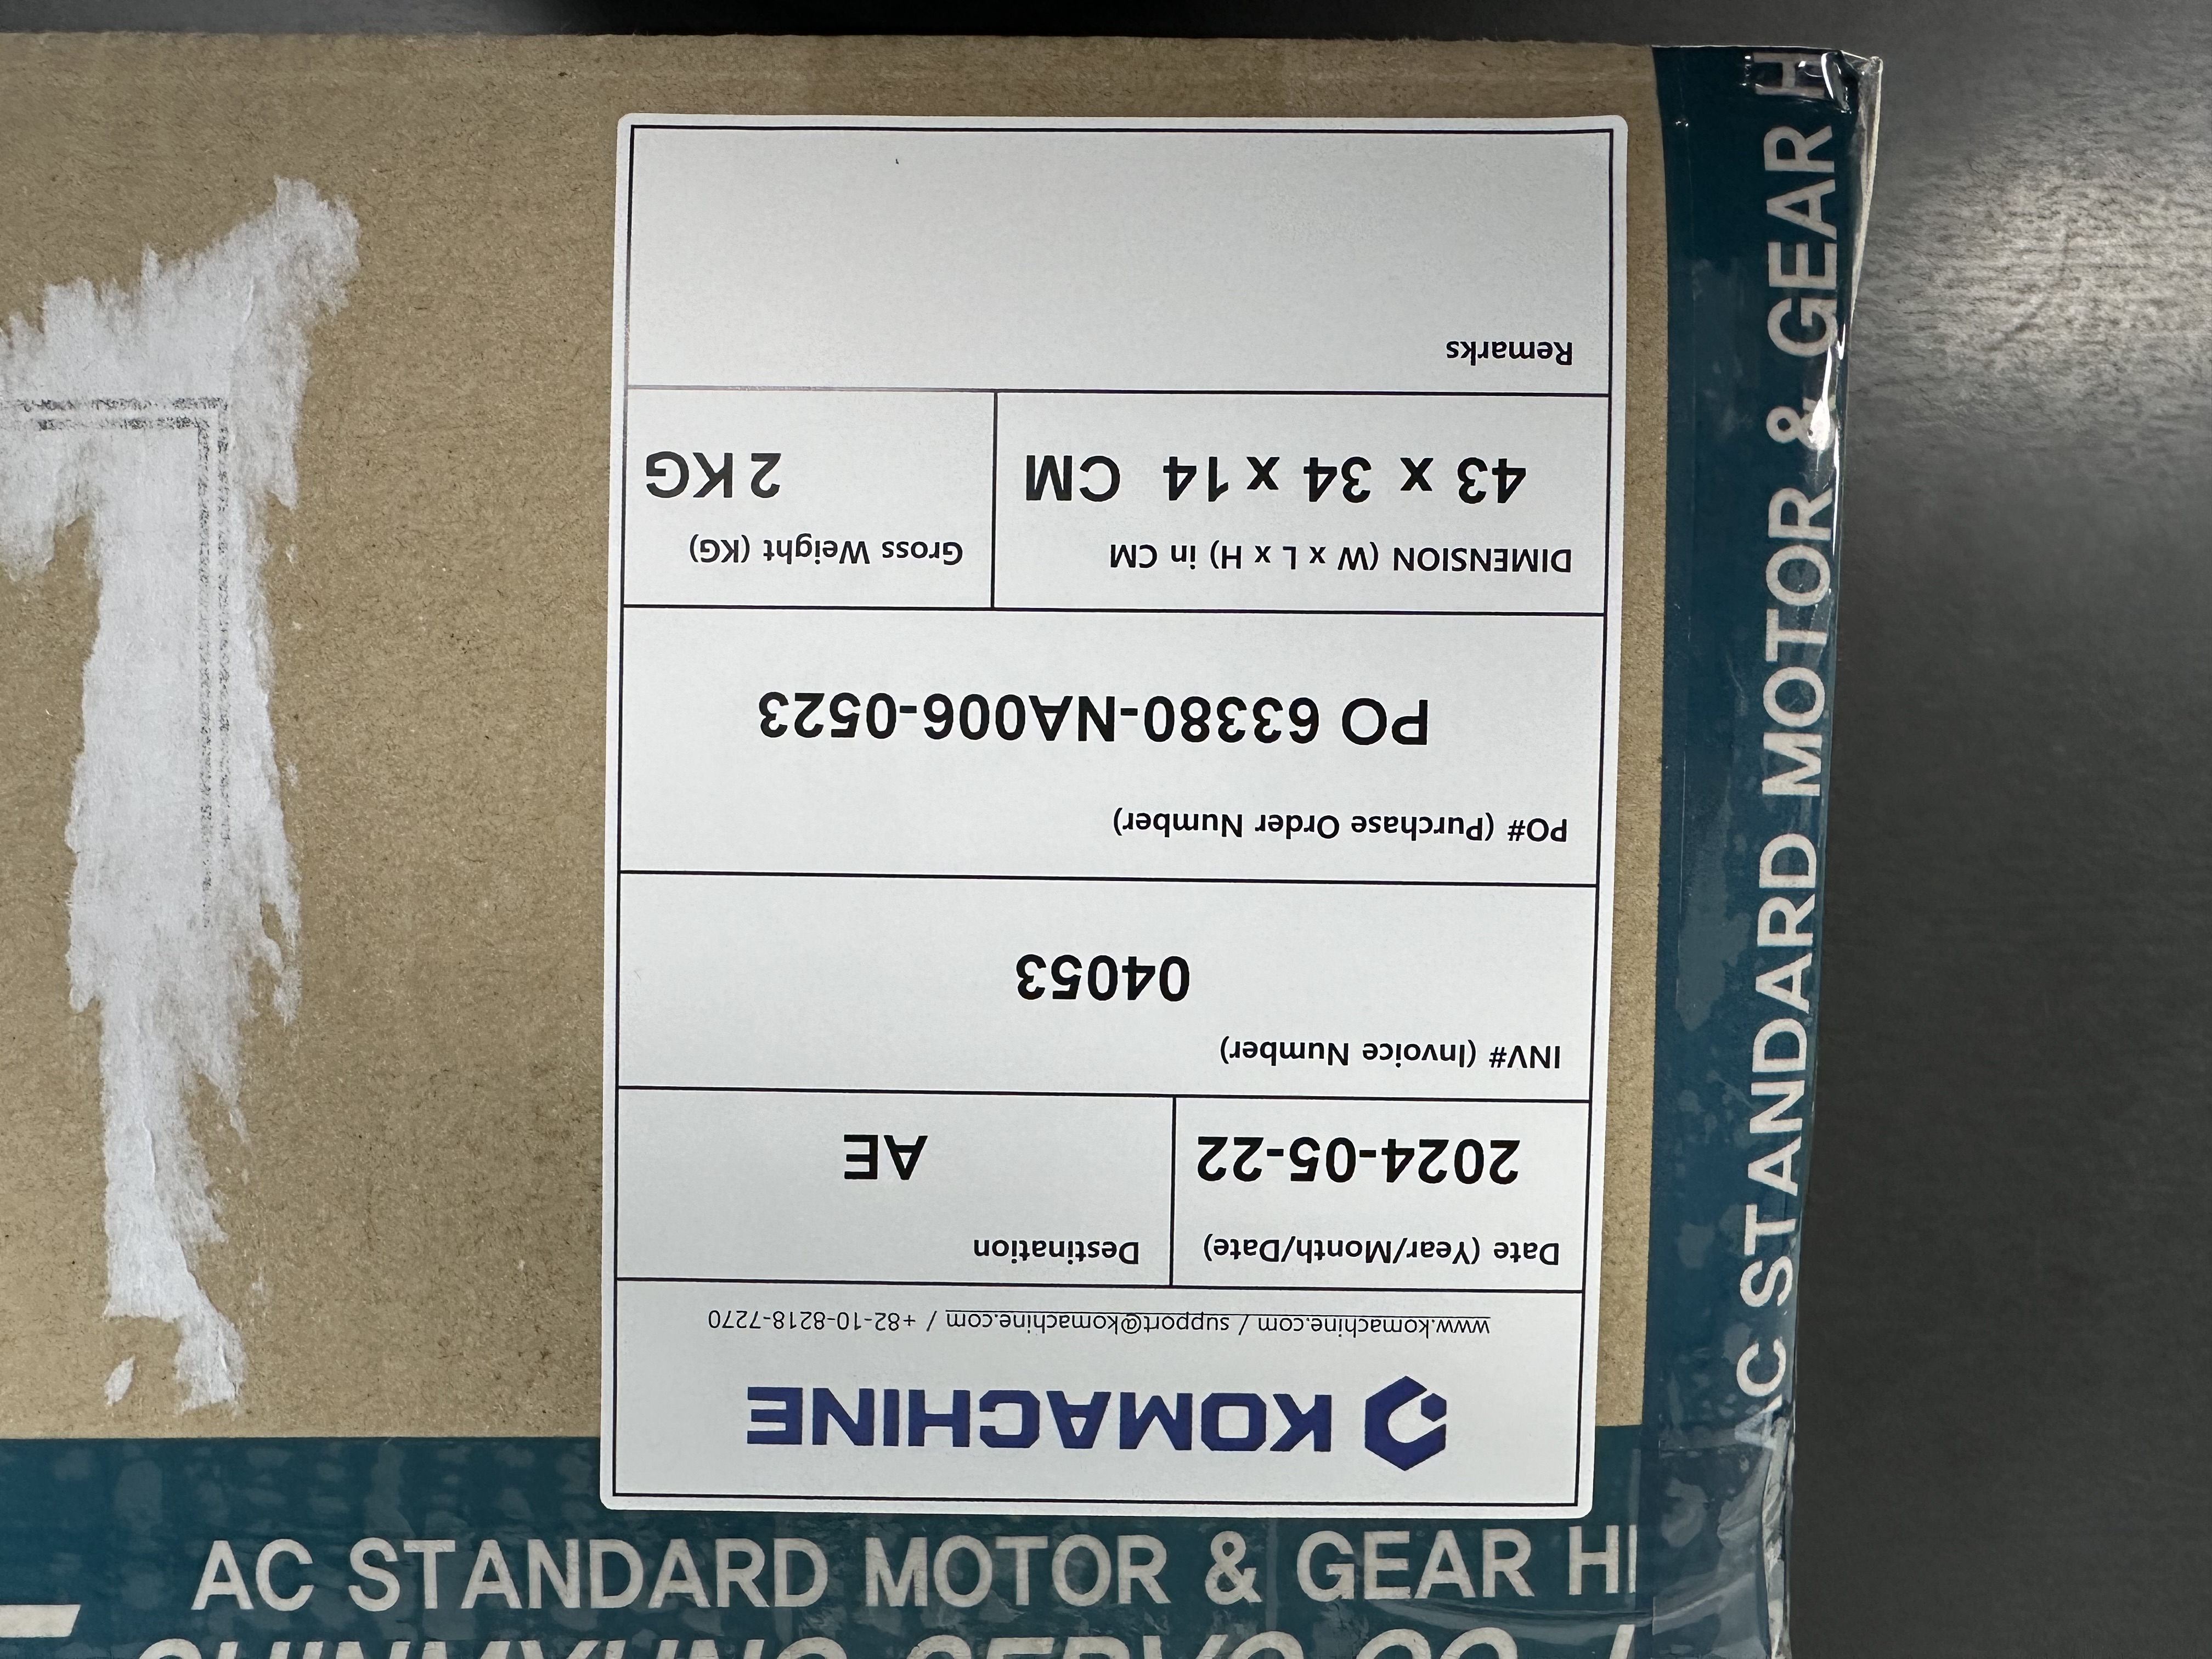 KOMACHINE
www.komachine.com / support@komachine.com / +82-10-8218-7270
Date (Year/Month/Date)
2024-05-22
Destination
AE
INV# (Invoice Number)
04053
PO# (Purchase Order Number)
PO 63380-NA006-0523
DIMENSION (W x L x H) in CM
43 x 34 x 14 CM
Gross Weight (KG)
2 KG
Remarks
AC STANDARD MOTOR & GEAR H
AC STANDARD MOTOR & GEAR H
SERVO CO.